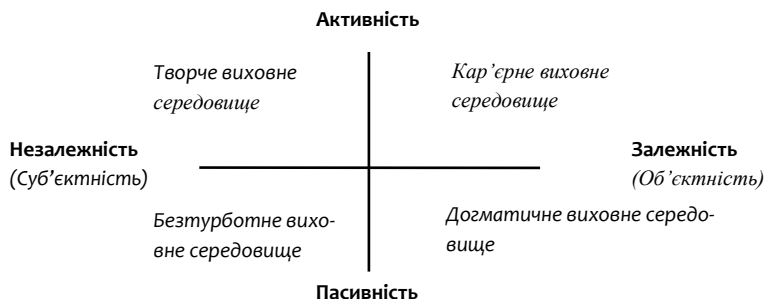 Активність
Творче виховне
середовище
Кар’єрне виховне
середовище
Незалежність
(Суб’єктність)
Залежність
(Об’єктність)
Безтурботне вихо-
вне середовище
Догматичне виховне середо-
вище
Пасивність